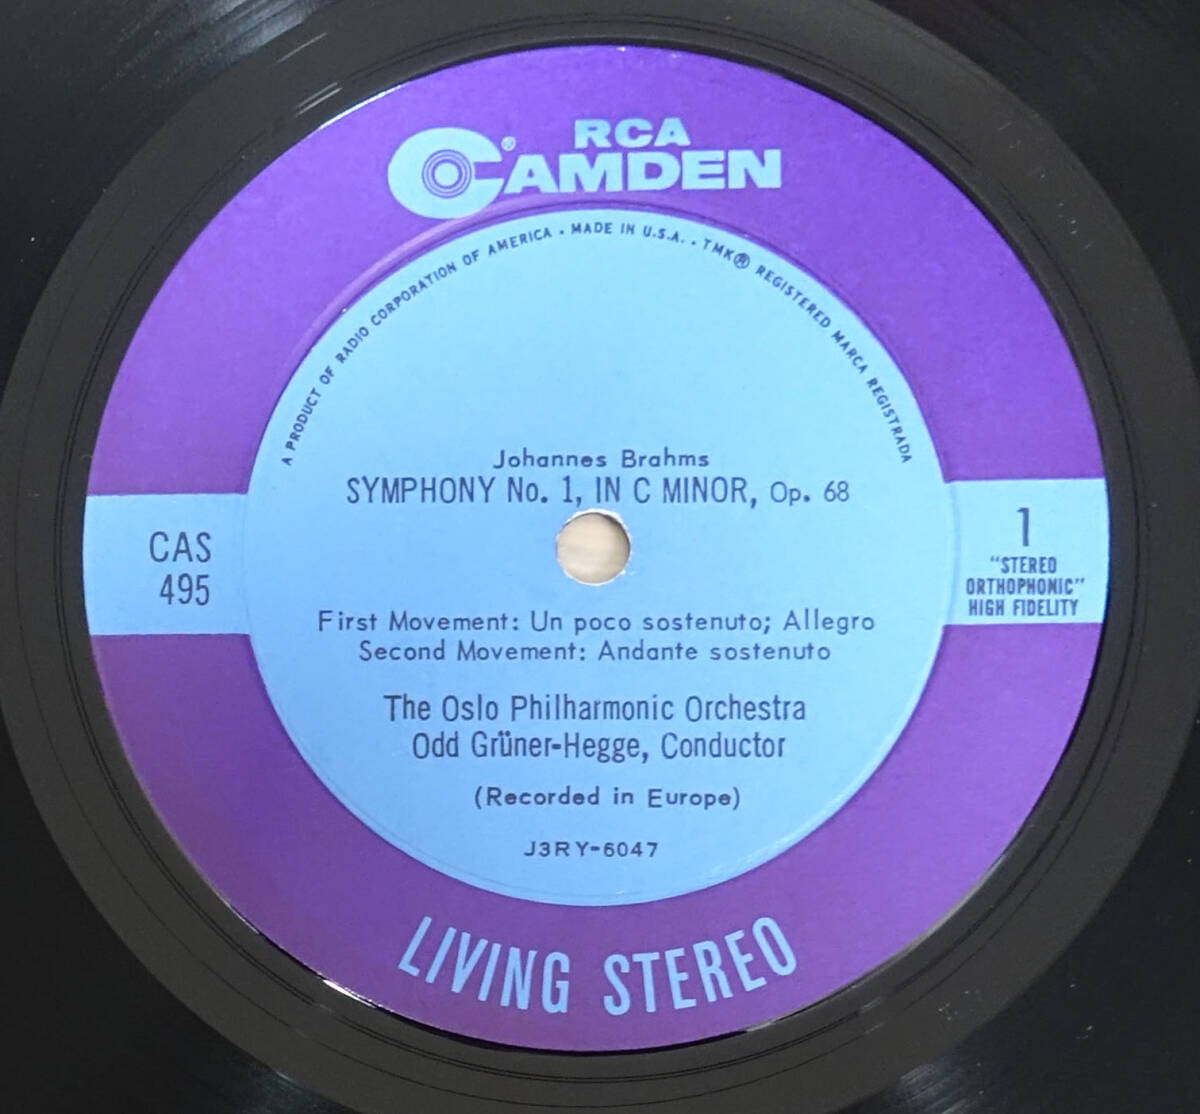 RCA
CAMDEN®
A PRODUCT OF RADIO CORPORATION OF AMERICA • MADE IN U.S.A. • TMK® REGISTERED MARCA REGISTRADA
Johannes Brahms
SYMPHONY No. 1, IN C MINOR, Op. 68
CAS
495
1
"STEREO
ORTHOPHONIC"
HIGH FIDELITY
First Movement: Un poco sostenuto; Allegro
Second Movement: Andante sostenuto
The Oslo Philharmonic Orchestra
Odd Grüner-Hegge, Conductor
(Recorded in Europe)
J3RY-6047
LIVING STEREO